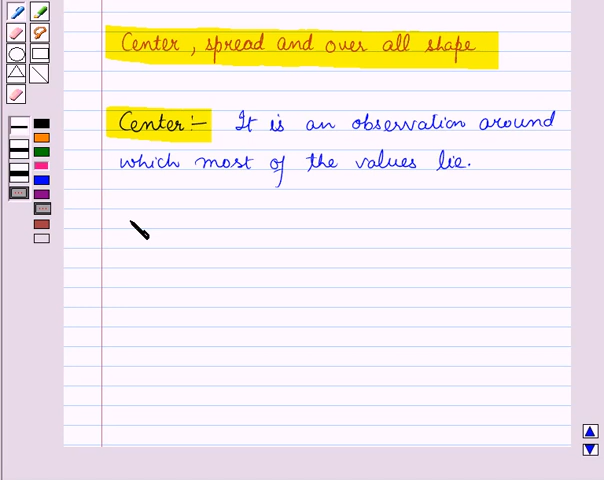 Center, spread and over all shape
Center:- It is an observation around
which most of the values lie.